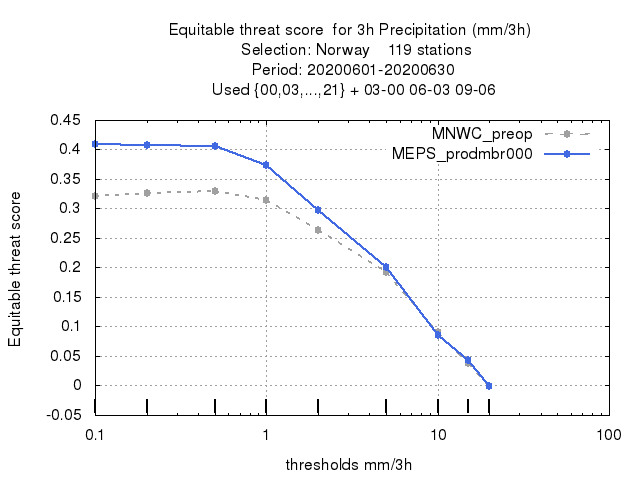 Equitable threat score  for 3h Precipitation (mm/3h)
Selection: Norway    119 stations
Period: 20200601-20200630
Used {00,03,...,21} + 03-00 06-03 09-06
MNWC_preop
MEPS_prodmbr000
Equitable threat score
0.45
0.4
0.35
0.3
0.25
0.2
0.15
0.1
0.05
0
-0.05
0.1 1 10 100
thresholds mm/3h